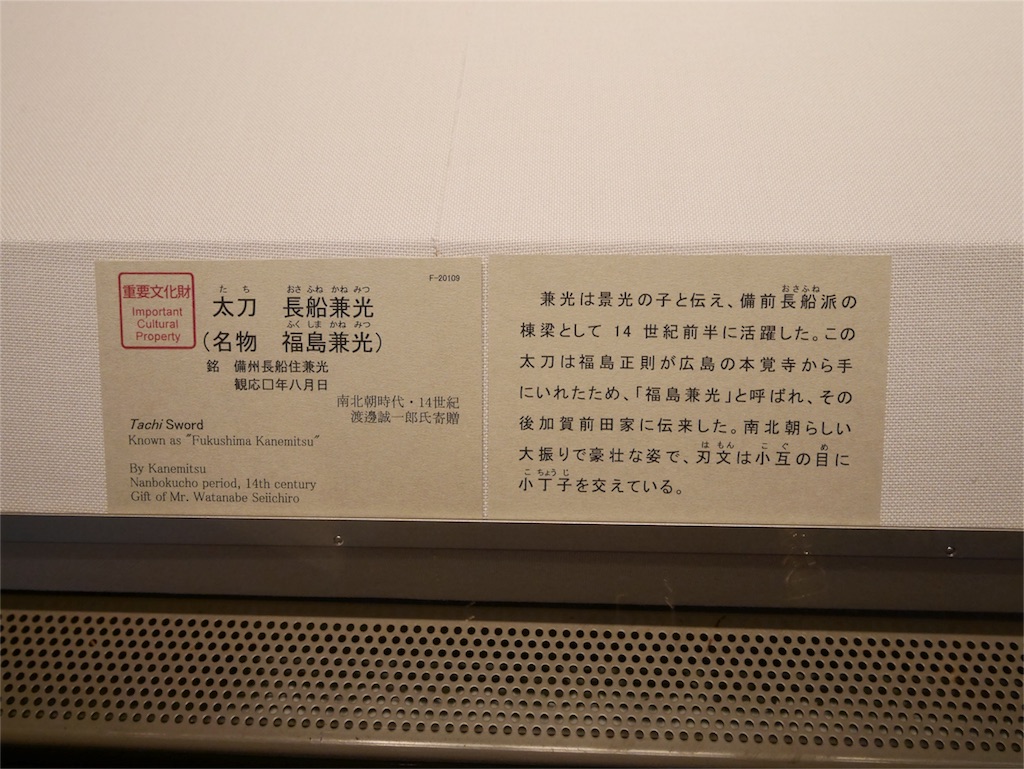 F-20109
重要文化財
Important
Cultural
Property
たち おさ ふね かね みつ
太刀 長船兼光
ふく しま かね みつ
(名物 福島兼光)
銘 備州長船住兼光
観応□年八月日
南北朝時代・14世紀
渡邊誠一郎氏寄贈
Tachi Sword
Known as "Fukushima Kanemitsu"
By Kanemitsu
Nanbokucho period, 14th century
Gift of Mr. Watanabe Seiichiro
おさふね
兼光は景光の子と伝え、備前長船派の
棟梁として 14 世紀前半に活躍した。この
太刀は福島正則が広島の本覚寺から手
にいれたため、「福島兼光」と呼ばれ、その
後加賀前田家に伝来した。南北朝らしい
は もん こ ぐ め
大振りで豪壮な姿で、刃文は小互の目に
こ ちょう じ
小丁子を交えている。